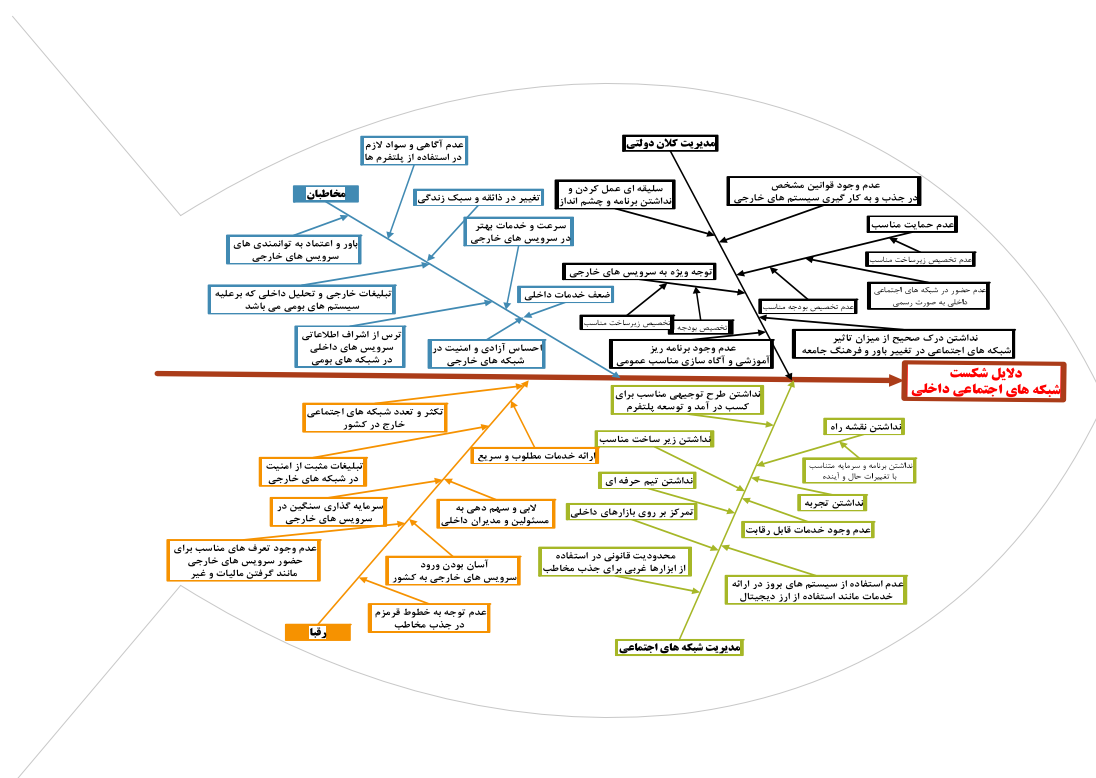 دلایل شکست
شبکه های اجتماعی داخلی
مدیریت کلان دولتی
عدم وجود قوانین مشخص
در جذب و به کار گیری سیستم های خارجی
سلیقه ای عمل کردن و
نداشتن برنامه و چشم انداز
عدم حمایت مناسب
عدم تخصیص زیرساخت مناسب
عدم حضور در شبکه های اجتماعی
داخلی به صورت رسمی
عدم تخصیص بودجه مناسب
توجه ویژه به سرویس های خارجی
تخصیص زیرساخت مناسب
تخصیص بودجه
نداشتن درک صحیح از میزان تاثیر
شبکه های اجتماعی در تغییر باور و فرهنگ جامعه
عدم وجود برنامه ریز
آموزشی و آگاه سازی مناسب عمومی
مخاطبان
عدم آگاهی و سواد لازم
در استفاده از پلتفرم ها
تغییر در ذائقه و سبک زندگی
سرعت و خدمات بهتر
در سرویس های خارجی
باور و اعتماد به توانمندی های
سرویس های خارجی
تبلیغات خارجی و تحلیل داخلی که برعلیه
سیستم های بومی می باشد
ضعف خدمات داخلی
ترس از اشراف اطلاعاتی
سرویس های داخلی
در شبکه های بومی
احساس آزادی و امنیت در
شبکه های خارجی
مدیریت شبکه های اجتماعی
نداشتن طرح توجیهی مناسب برای
کسب در آمد و توسعه پلتفرم
نداشتن نقشه راه
نداشتن برنامه و سرمایه متناسب
با تغییرات حال و آینده
نداشتن زیر ساخت مناسب
نداشتن تجربه
نداشتن تیم حرفه ای
عدم وجود خدمات قابل رقابت
تمرکز بر روی بازارهای داخلی
محدودیت قانونی در استفاده
از ابزارها غربی برای جذب مخاطب
عدم استفاده از سیستم های بروز در ارائه
خدمات مانند استفاده از ارز دیجیتال
رقبا
تکثر و تعدد شبکه های اجتماعی
خارج در کشور
ارائه خدمات مطلوب و سریع
تبلیغات مثبت از امنیت
در شبکه های خارجی
لابی و سهم دهی به
مسئولین و مدیران داخلی
سرمایه گذاری سنگین در
سرویس های خارجی
آسان بودن ورود
سرویس های خارجی به کشور
عدم وجود تعرف های مناسب برای
حضور سرویس های خارجی
مانند گرفتن مالیات و غیر
عدم توجه به خطوط قرمزم
در جذب مخاطب